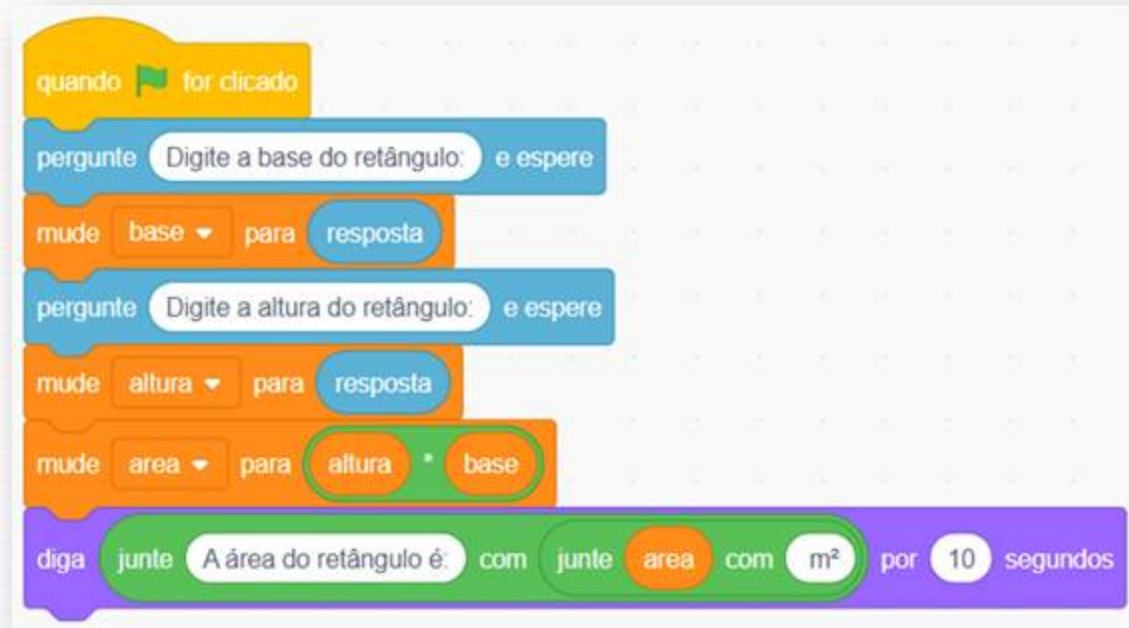 quando for clicado
pergunte Digite a base do retângulo: e espere
mude base para resposta
pergunte Digite a altura do retângulo: e espere
mude altura para resposta
mude area para altura * base
diga junte A área do retângulo é: com junte area com m² por 10 segundos